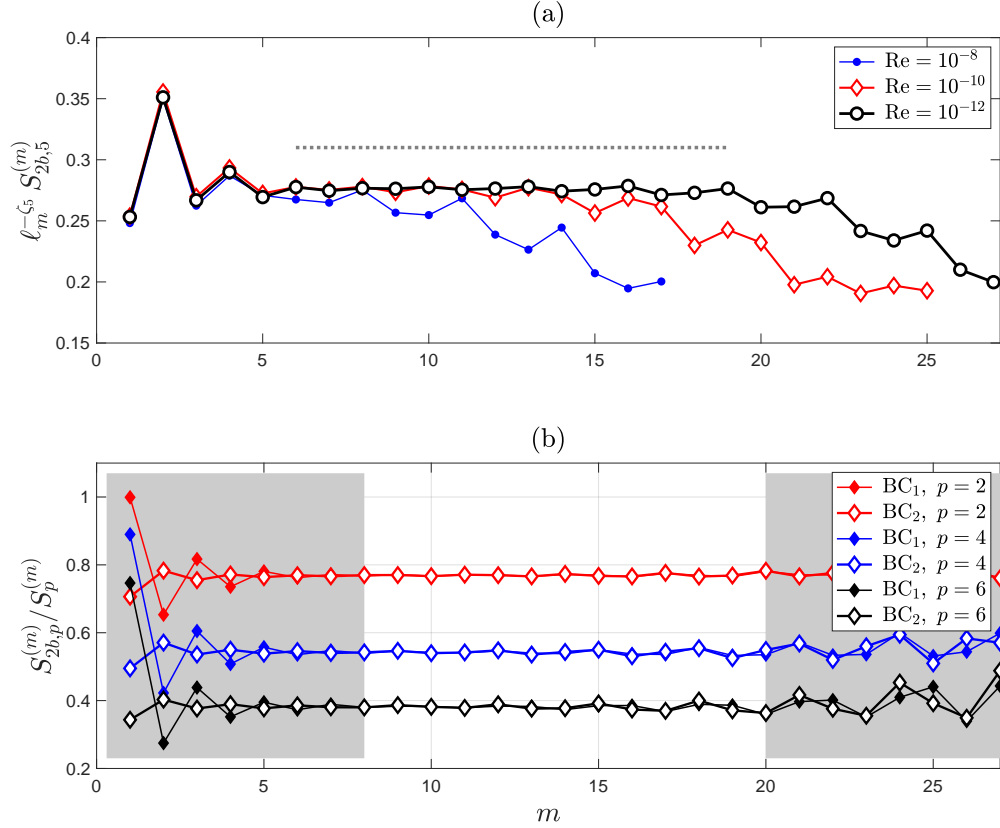 (a)
0.4
0.35
0.3
0.25
0.2
0.15
ℓ_m^{−ζ_5} S_{2b,5}^{(m)}
Re = 10^{−8}
Re = 10^{−10}
Re = 10^{−12}
0 5 10 15 20 25
(b)
1
0.8
0.6
0.4
0.2
S_{2b,p}^{(m)}/S_p^{(m)}
BC_1, p = 2
BC_2, p = 2
BC_1, p = 4
BC_2, p = 4
BC_1, p = 6
BC_2, p = 6
0 5 10 15 20 25
m